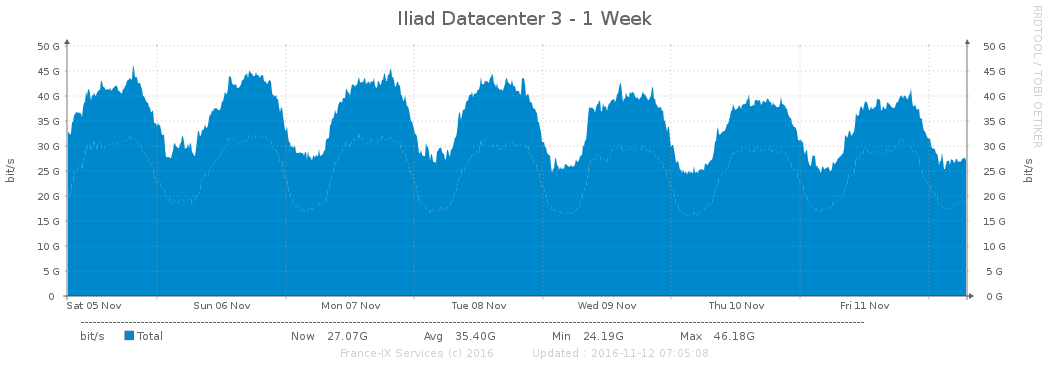 Iliad Datacenter 3 - 1 Week
RRDTOOL / TOBI OETIKER
bit/s
50 G
45 G
40 G
35 G
30 G
25 G
20 G
15 G
10 G
5 G
0
50 G
45 G
40 G
35 G
30 G
25 G
20 G
15 G
10 G
5 G
0 G
bit/s
Sat 05 Nov Sun 06 Nov Mon 07 Nov Tue 08 Nov Wed 09 Nov Thu 10 Nov Fri 11 Nov
bit/s Total Now 27.07G Avg 35.40G Min 24.19G Max 46.18G
France-IX Services (c) 2016 Updated : 2016-11-12 07:05:08